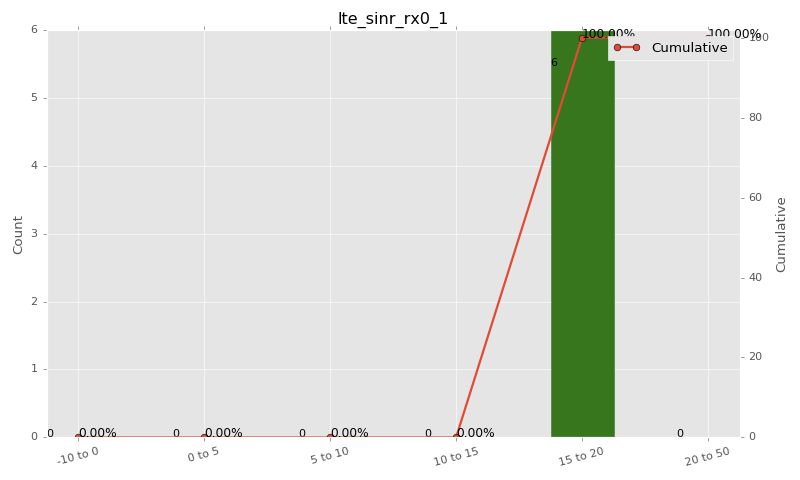 lte_sinr_rx0_1
6
5
4
3
2
1
0
Count
100
80
60
40
20
0
Cumulative
Cumulative
0
0.00%
0
0.00%
0
0.00%
0
0.00%
6
100.00%
0
100.00%
-10 to 0
0 to 5
5 to 10
10 to 15
15 to 20
20 to 50